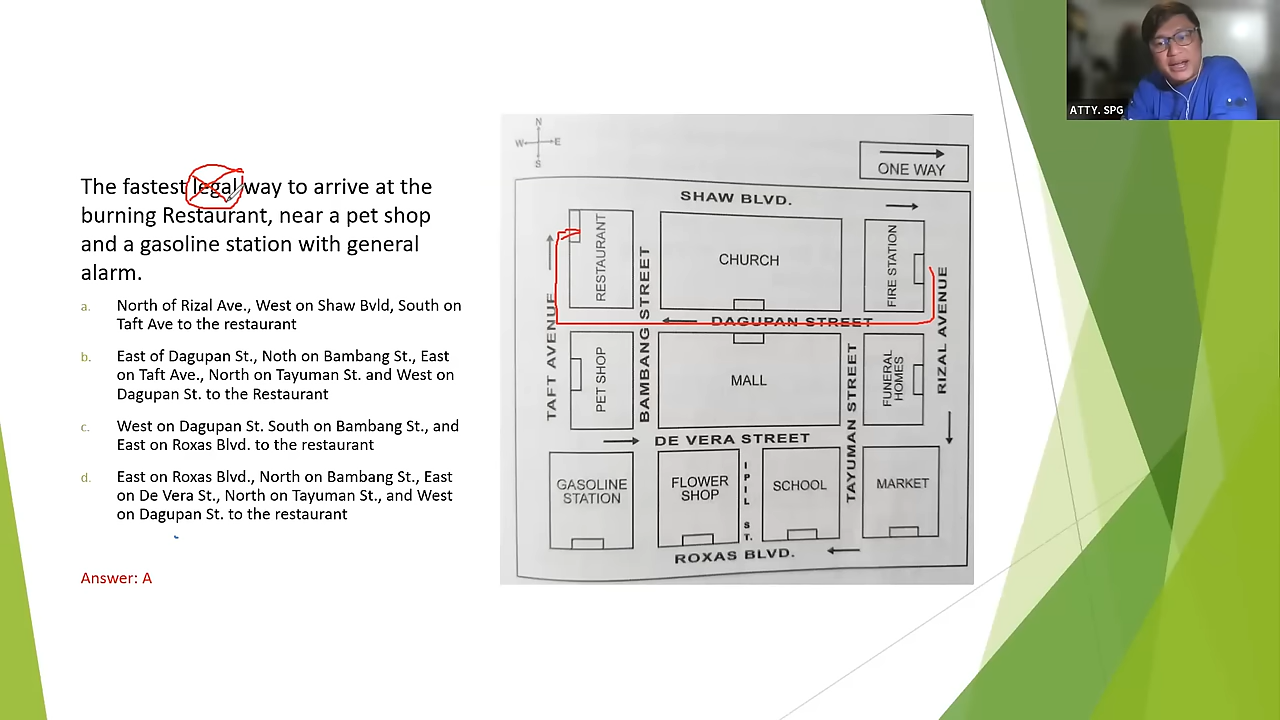 ATTY. SPG
The fastest legal way to arrive at the
burning Restaurant, near a pet shop
and a gasoline station with general
alarm.
a. North of Rizal Ave., West on Shaw Bvld, South on
Taft Ave to the restaurant
b. East of Dagupan St., Noth on Bambang St., East
on Taft Ave., North on Tayuman St. and West on
Dagupan St. to the Restaurant
c. West on Dagupan St. South on Bambang St., and
East on Roxas Blvd. to the restaurant
d. East on Roxas Blvd., North on Bambang St., East
on De Vera St., North on Tayuman St., and West
on Dagupan St. to the restaurant
Answer: A
N
W E
S
ONE WAY
SHAW BLVD.
RESTAURANT
CHURCH
FIRE STATION
TAFT AVENUE
BAMBANG STREET
DAGUPAN STREET
RIZAL AVENUE
PET SHOP
MALL
TAYUMAN STREET
FUNERAL
HOMES
DE VERA STREET
GASOLINE
STATION
FLOWER
SHOP
IPIL ST.
SCHOOL
MARKET
ROXAS BLVD.